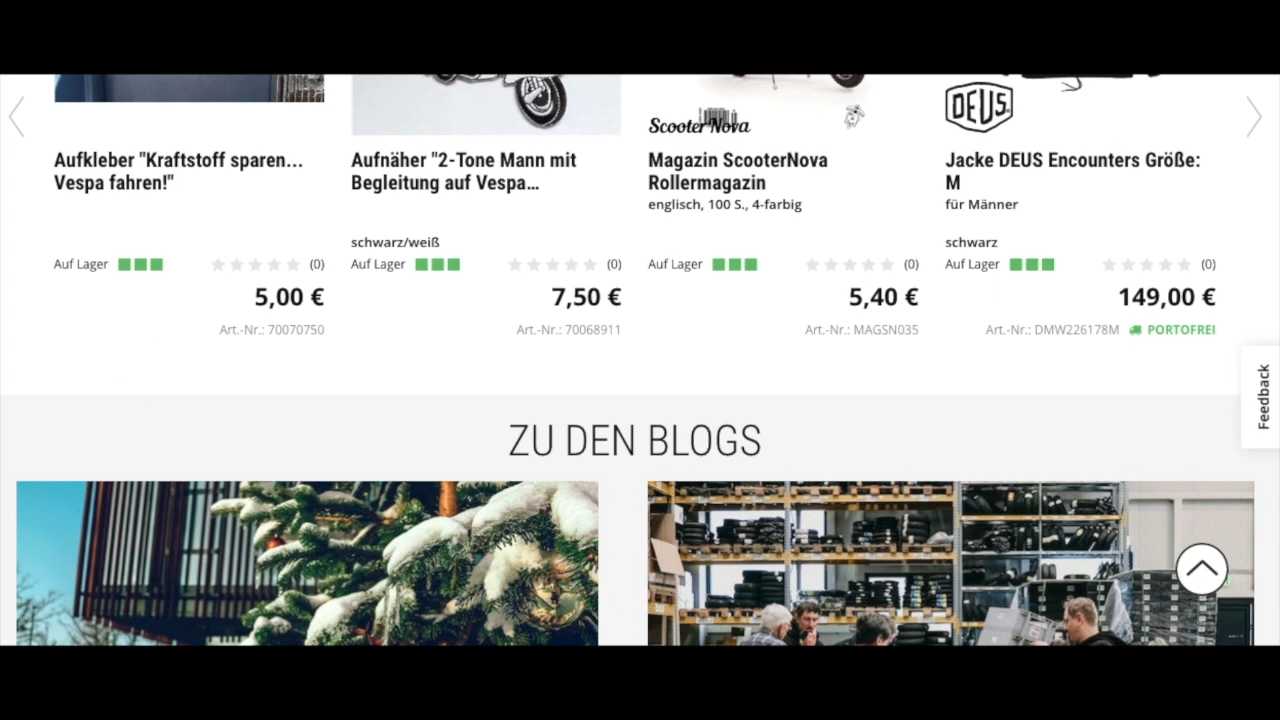 DEUS
Scooter Nova
Aufkleber "Kraftstoff sparen...
Vespa fahren!"
Aufnäher "2-Tone Mann mit
Begleitung auf Vespa...
Magazin ScooterNova
Rollermagazin
englisch, 100 S., 4-farbig
Jacke DEUS Encounters Größe:
M
für Männer
schwarz/weiß
schwarz
Auf Lager (0)
Auf Lager (0)
Auf Lager (0)
Auf Lager (0)
5,00 €
7,50 €
5,40 €
149,00 €
Art.-Nr.: 70070750
Art.-Nr.: 70068911
Art.-Nr.: MAGSN035
Art.-Nr.: DMW226178M PORTOFREI
Feedback
ZU DEN BLOGS